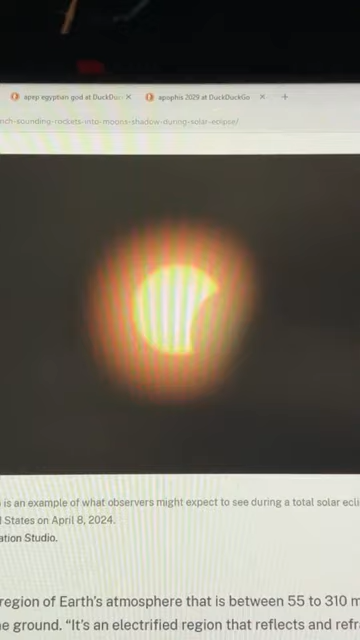 apep egyptian god at DuckDuc
apophis 2029 at DuckDuckGo
nch-sounding-rockets-into-moons-shadow-during-solar-eclipse/
is an example of what observers might expect to see during a total solar ecli
States on April 8, 2024.
ation Studio.
region of Earth's atmosphere that is between 55 to 310 m
e ground. “It's an electrified region that reflects and refr